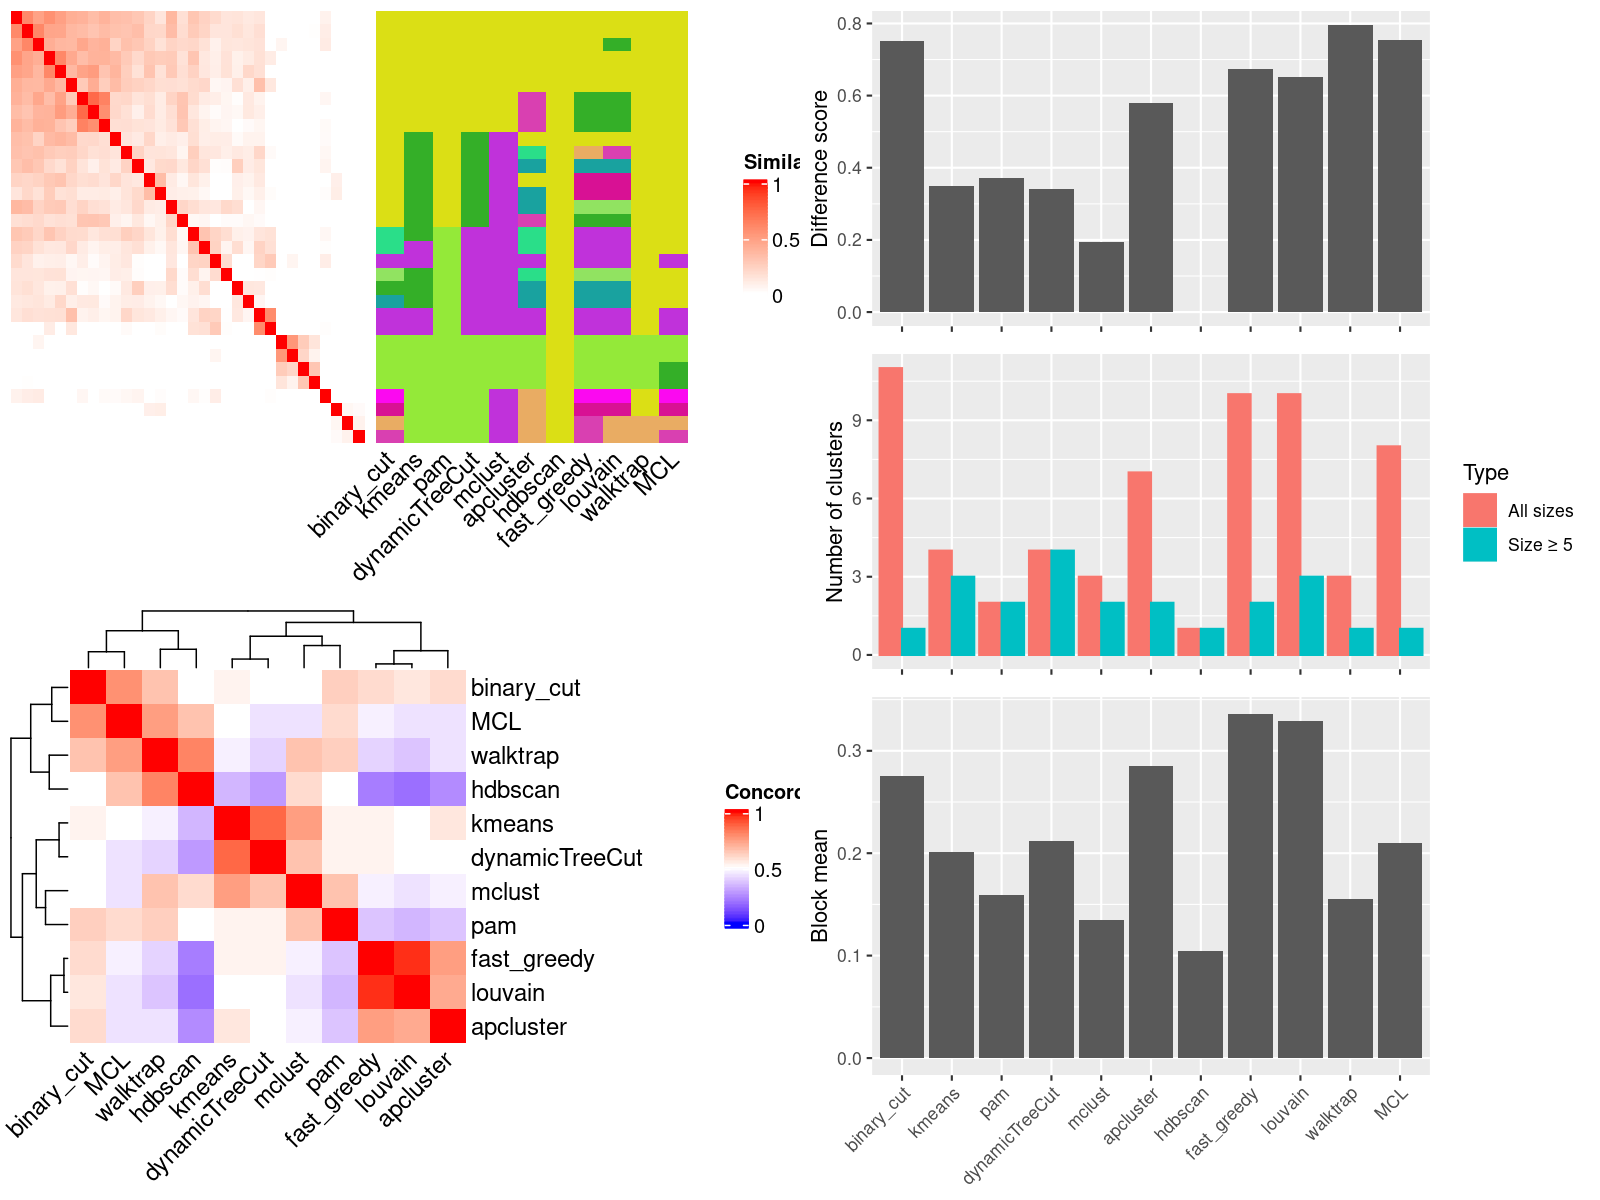 Simila
1
0.5
0
binary_cut
kmeans
pam
dynamicTreeCut
mclust
apcluster
hdbscan
fast_greedy
louvain
walktrap
MCL
binary_cut
MCL
walktrap
hdbscan
kmeans
dynamicTreeCut
mclust
pam
fast_greedy
louvain
apcluster
Concord
1
0.5
0
binary_cut
MCL
walktrap
hdbscan
kmeans
dynamicTreeCut
mclust
pam
fast_greedy
louvain
apcluster
Difference score
0.8
0.6
0.4
0.2
0.0
Number of clusters
9
6
3
0
Type
All sizes
Size ≥ 5
Block mean
0.3
0.2
0.1
0.0
binary_cut
kmeans
pam
dynamicTreeCut
mclust
apcluster
hdbscan
fast_greedy
louvain
walktrap
MCL